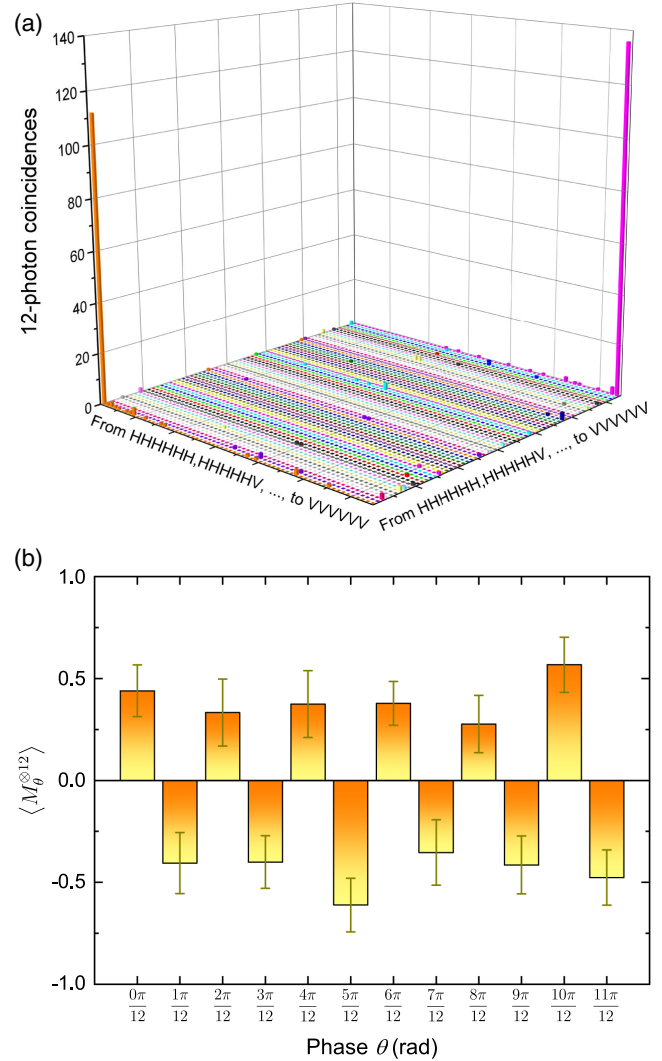 (a)
140
120
100
80
60
40
20
0
12-photon coincidences
From HHHHHH,HHHHHV, ..., to VVVVVV
From HHHHHH,HHHHHV, ..., to VVVVVV
(b)
1.0
0.5
0.0
-0.5
-1.0
⟨M_θ^{⊗12}⟩
0π/12 1π/12 2π/12 3π/12 4π/12 5π/12 6π/12 7π/12 8π/12 9π/12 10π/12 11π/12
Phase θ (rad)